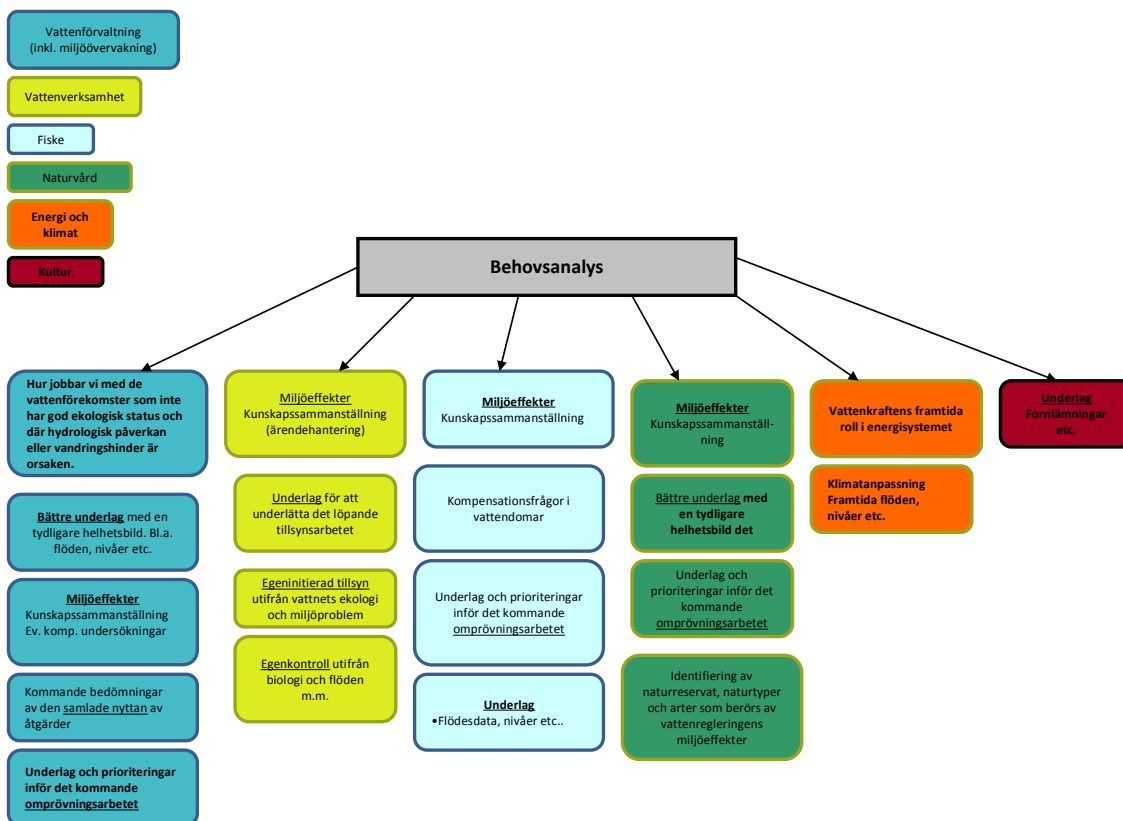 Vattenförvaltning
(inkl. miljöövervakning)
Vattenverksamhet
Fiske
Naturvård
Energi och
klimat
Kultur
Behovsanalys
Hur jobbar vi med de
vattenförekomster som inte
har god ekologisk status och
där hydrologisk påverkan
eller vandringshinder är
orsaken.
Bättre underlag med en
tydligare helhetsbild. Bl.a.
flöden, nivåer etc.
Miljöeffekter
Kunskapssammanställning
Ev. komp. undersökningar
Kommande bedömningar
av den samlade nyttan av
åtgärder
Underlag och prioriteringar
inför det kommande
omprövningsarbetet
Miljöeffekter
Kunskapssammanställning
(ärendehantering)
Underlag för att
underlätta det löpande
tillsynsarbetet
Egeninitierad tillsyn
utifrån vattnets ekologi
och miljöproblem
Egenkontroll utifrån
biologi och flöden
m.m.
Miljöeffekter
Kunskapssammanställning
Kompensationsfrågor i
vattendomar
Underlag och prioriteringar
inför det kommande
omprövningsarbetet
Underlag
•Flödesdata, nivåer etc..
Miljöeffekter
Kunskapssammanställ-
ning
Bättre underlag med
en tydligare
helhetsbild det
Underlag och
prioriteringar inför det
kommande
omprövningsarbetet
Identifiering av
naturreservat, naturtyper
och arter som berörs av
vattenregleringens
miljöeffekter
Vattenkraftens framtida
roll i energisystemet
Klimatanpassning
Framtida flöden,
nivåer etc.
Underlag
Fornlämningar
etc.